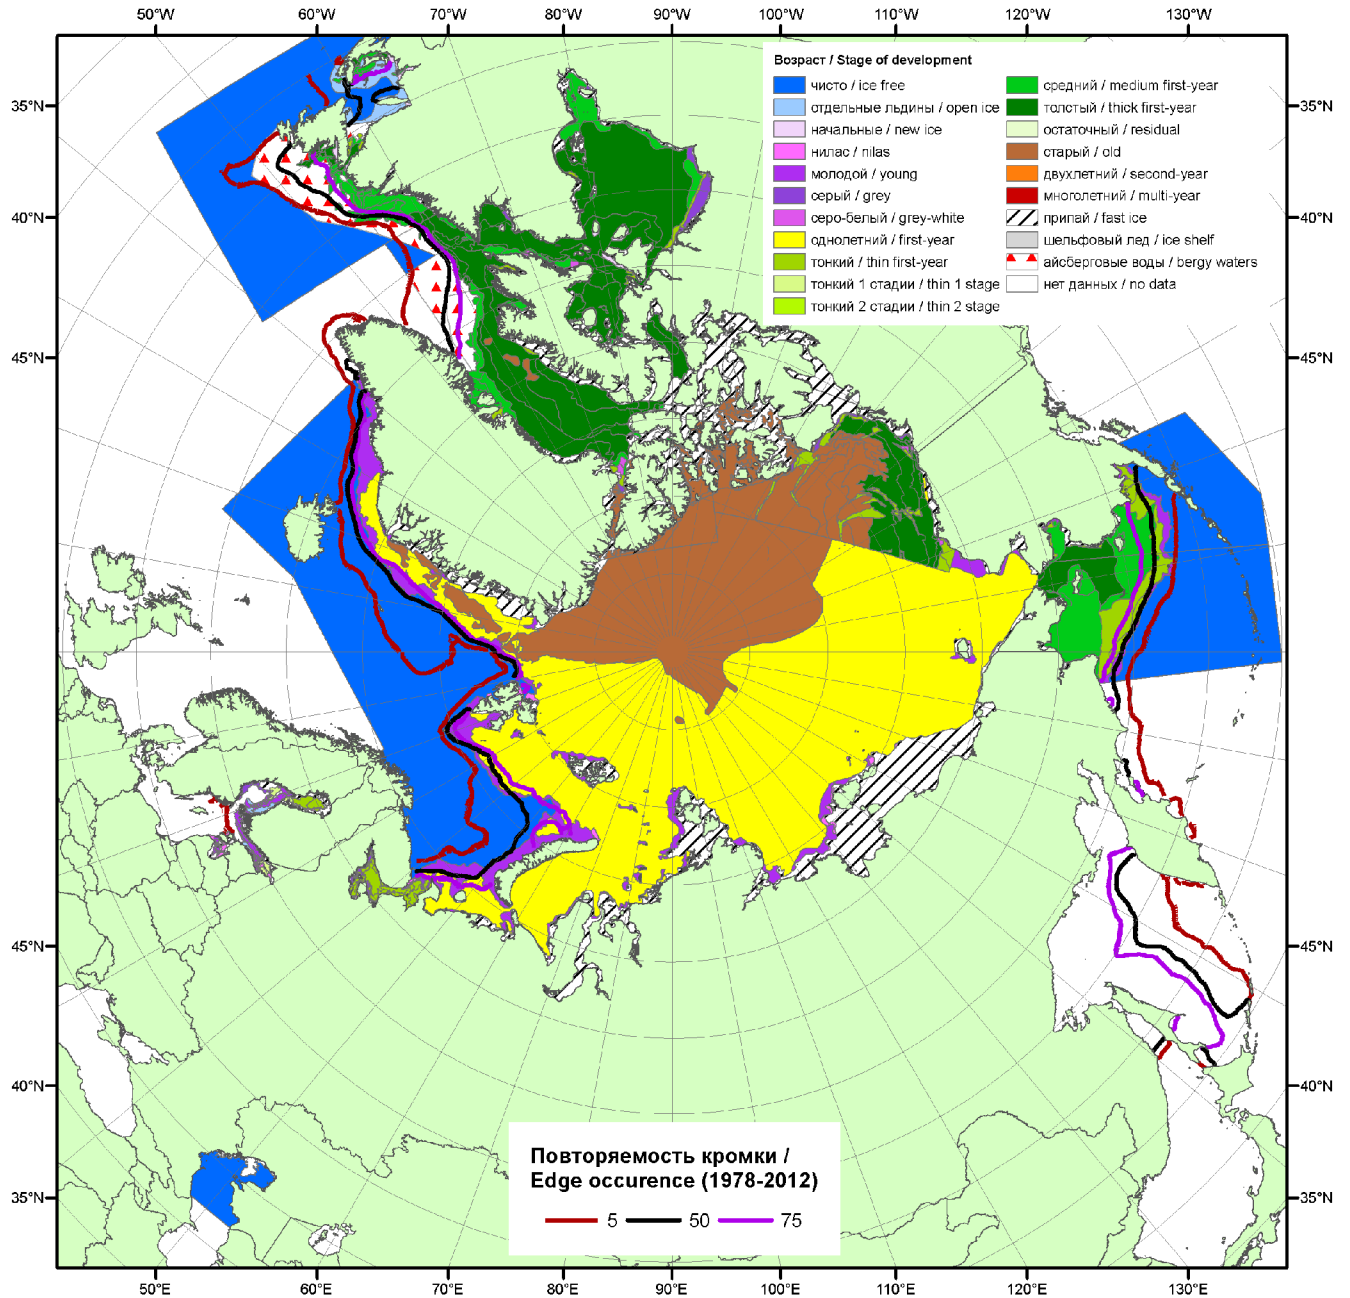 50°W 60°W 70°W 80°W 90°W 100°W 110°W 120°W 130°W
Возраст / Stage of development
чисто / ice free
отдельные льдины / open ice
начальные / new ice
нилас / nilas
молодой / young
серый / grey
серо-белый / grey-white
однолетний / first-year
тонкий / thin first-year
тонкий 1 стадии / thin 1 stage
тонкий 2 стадии / thin 2 stage
средний / medium first-year
толстый / thick first-year
остаточный / residual
старый / old
двухлетний / second-year
многолетний / multi-year
припай / fast ice
шельфовый лед / ice shelf
айсберговые воды / bergy waters
нет данных / no data
35°N 35°N
40°N 40°N
45°N 45°N
45°N 45°N
40°N 40°N
35°N 35°N
Повторяемость кромки /
Edge occurence (1978-2012)
5 50 75
50°E 60°E 70°E 80°E 90°E 100°E 110°E 120°E 130°E